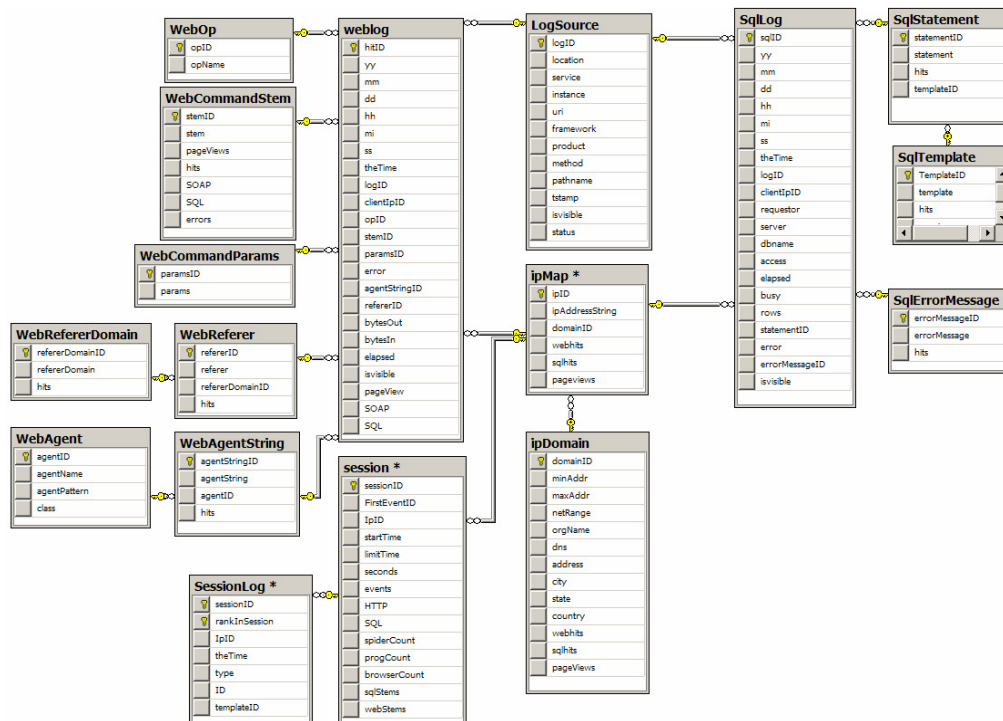 WebOp
opID
opName
WebCommandStem
stemID
stem
pageViews
hits
SOAP
SQL
errors
WebCommandParams
paramsID
params
WebRefererDomain
refererDomainID
refererDomain
hits
WebReferer
refererID
referer
refererDomainID
hits
WebAgent
agentID
agentName
agentPattern
class
WebAgentString
agentStringID
agentString
agentID
hits
SessionLog *
sessionID
rankInSession
IpID
theTime
type
ID
templateID
weblog
hitID
yy
mm
dd
hh
mi
ss
theTime
logID
clientIpID
opID
stemID
paramsID
error
agentStringID
refererID
bytesOut
bytesIn
elapsed
isvisible
pageView
SOAP
SQL
session *
sessionID
FirstEventID
IpID
startTime
limitTime
seconds
events
HTTP
SQL
spiderCount
progCount
browserCount
sqlStems
webStems
LogSource
logID
location
service
instance
uri
framework
product
method
pathname
tstamp
isvisible
status
ipMap *
ipID
ipAddressString
domainID
webhits
sqlhits
pageviews
ipDomain
domainID
minAddr
maxAddr
netRange
orgName
dns
address
city
state
country
webhits
sqlhits
pageViews
SqlLog
sqlID
yy
mm
dd
hh
mi
ss
theTime
logID
clientIpID
requestor
server
dbname
access
elapsed
busy
rows
statementID
error
errorMessageID
isvisible
SqlStatement
statementID
statement
hits
templateID
SqlTemplate
TemplateID
template
hits
SqlErrorMessage
errorMessageID
errorMessage
hits